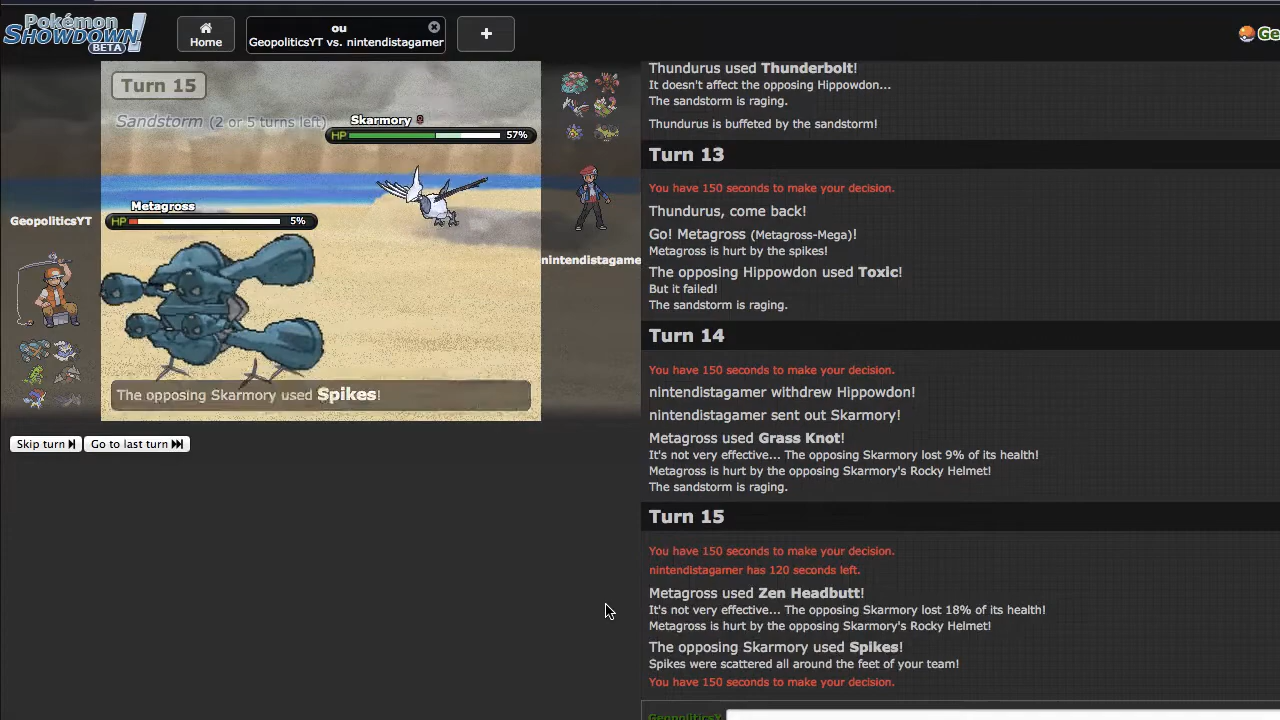 Pokémon
SHOWDOWN!
BETA
Home
ou
GeopoliticsYT vs. nintendistagamer
+
Ge
Turn 15
Sandstorm (2 or 5 turns left)
Skarmory
HP 57%
Metagross
HP 5%
GeopoliticsYT
nintendistagame
The opposing Skarmory used Spikes!
Skip turn
Go to last turn
Thundurus used Thunderbolt!
It doesn't affect the opposing Hippowdon...
The sandstorm is raging.
Thundurus is buffeted by the sandstorm!
Turn 13
You have 150 seconds to make your decision.
Thundurus, come back!
Go! Metagross (Metagross-Mega)!
Metagross is hurt by the spikes!
The opposing Hippowdon used Toxic!
But it failed!
The sandstorm is raging.
Turn 14
You have 150 seconds to make your decision.
nintendistagamer withdrew Hippowdon!
nintendistagamer sent out Skarmory!
Metagross used Grass Knot!
It's not very effective... The opposing Skarmory lost 9% of its health!
Metagross is hurt by the opposing Skarmory's Rocky Helmet!
The sandstorm is raging.
Turn 15
You have 150 seconds to make your decision.
nintendistagamer has 120 seconds left.
Metagross used Zen Headbutt!
It's not very effective... The opposing Skarmory lost 18% of its health!
Metagross is hurt by the opposing Skarmory's Rocky Helmet!
The opposing Skarmory used Spikes!
Spikes were scattered all around the feet of your team!
You have 150 seconds to make your decision.
GeopoliticsY